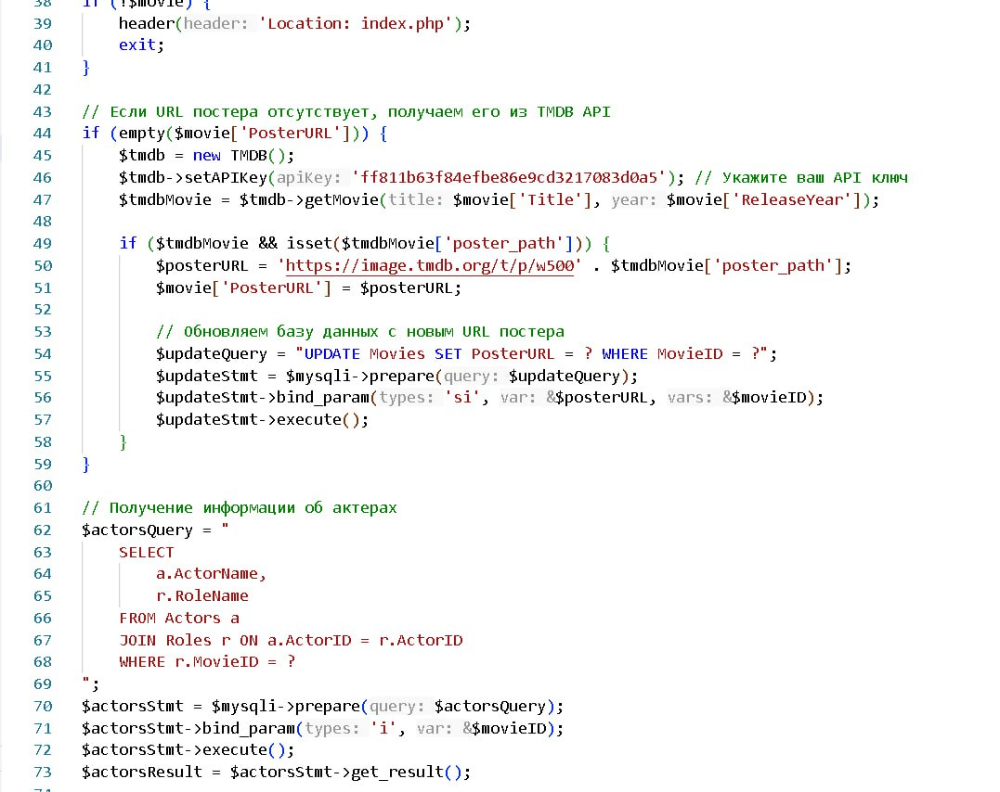 38 if (!$movie) {
39 header(header: 'Location: index.php');
40 exit;
41 }
42
43 // Если URL постера отсутствует, получаем его из TMDB API
44 if (empty($movie['PosterURL'])) {
45 $tmdb = new TMDB();
46 $tmdb->setAPIKey(apiKey: 'ff811b63f84efbe86e9cd3217083d0a5'); // Укажите ваш API ключ
47 $tmdbMovie = $tmdb->getMovie(title: $movie['Title'], year: $movie['ReleaseYear']);
48
49 if ($tmdbMovie && isset($tmdbMovie['poster_path'])) {
50 $posterURL = 'https://image.tmdb.org/t/p/w500' . $tmdbMovie['poster_path'];
51 $movie['PosterURL'] = $posterURL;
52
53 // Обновляем базу данных с новым URL постера
54 $updateQuery = "UPDATE Movies SET PosterURL = ? WHERE MovieID = ?";
55 $updateStmt = $mysqli->prepare(query: $updateQuery);
56 $updateStmt->bind_param(types: 'si', var: &$posterURL, vars: &$movieID);
57 $updateStmt->execute();
58 }
59 }
60
61 // Получение информации об актерах
62 $actorsQuery = "
63 SELECT
64 a.ActorName,
65 r.RoleName
66 FROM Actors a
67 JOIN Roles r ON a.ActorID = r.ActorID
68 WHERE r.MovieID = ?
69 ";
70 $actorsStmt = $mysqli->prepare(query: $actorsQuery);
71 $actorsStmt->bind_param(types: 'i', var: &$movieID);
72 $actorsStmt->execute();
73 $actorsResult = $actorsStmt->get_result();